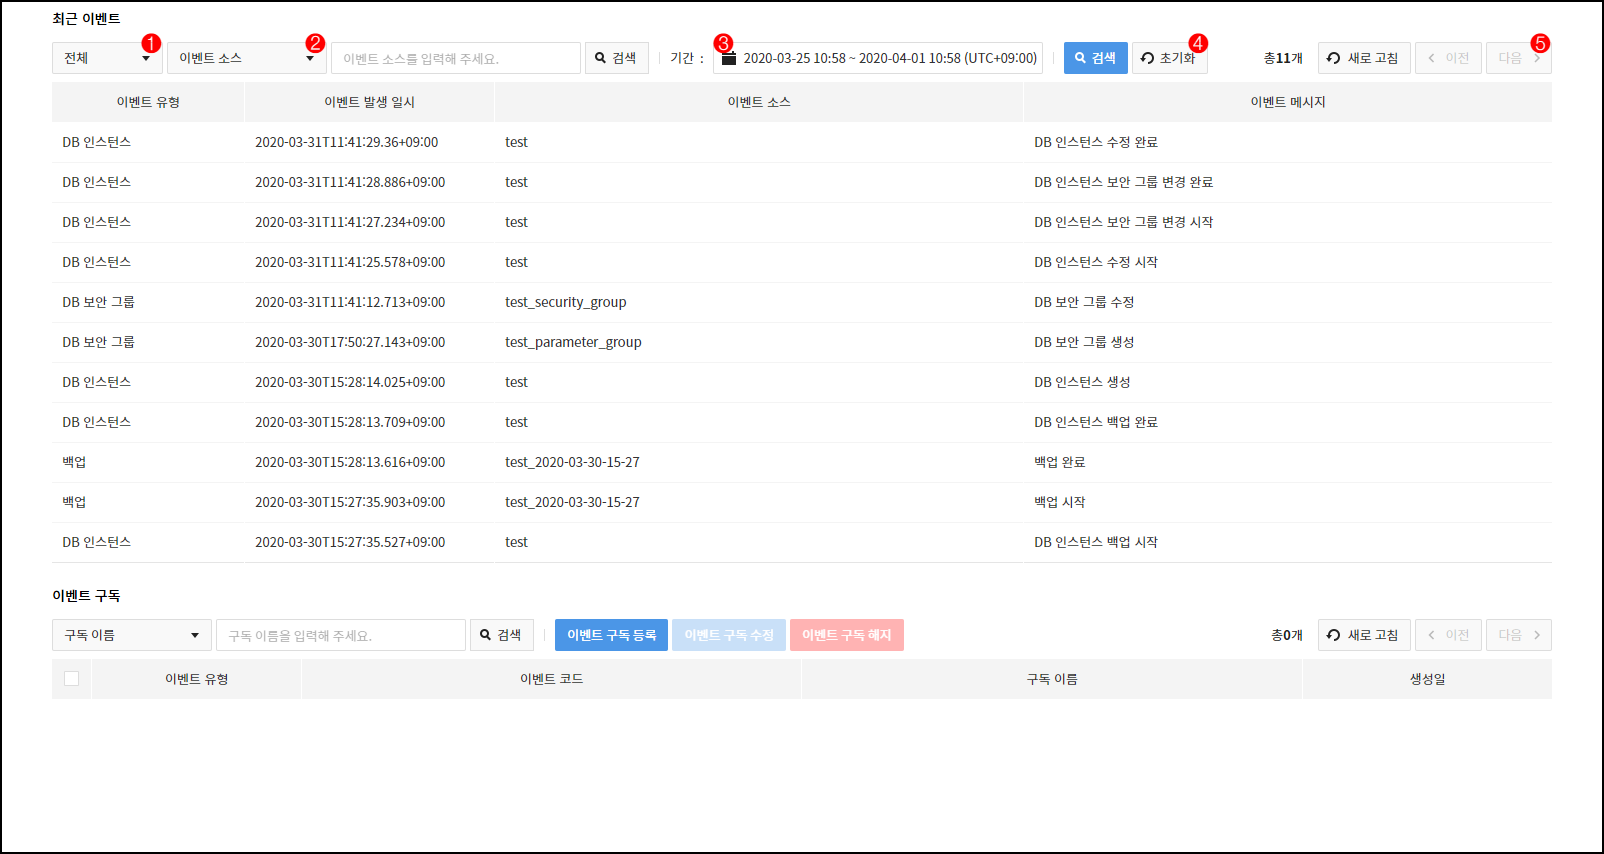 최근 이벤트
전체 1 이벤트 소스 2 이벤트 소스를 입력해 주세요. 검색 기간 : 3 2020-03-25 10:58 ~ 2020-04-01 10:58 (UTC+09:00) 검색 초기화 4 총11개 새로 고침 이전 다음 5
이벤트 유형 이벤트 발생 일시 이벤트 소스 이벤트 메시지
DB 인스턴스 2020-03-31T11:41:29.36+09:00 test DB 인스턴스 수정 완료
DB 인스턴스 2020-03-31T11:41:28.886+09:00 test DB 인스턴스 보안 그룹 변경 완료
DB 인스턴스 2020-03-31T11:41:27.234+09:00 test DB 인스턴스 보안 그룹 변경 시작
DB 인스턴스 2020-03-31T11:41:25.578+09:00 test DB 인스턴스 수정 시작
DB 보안 그룹 2020-03-31T11:41:12.713+09:00 test_security_group DB 보안 그룹 수정
DB 보안 그룹 2020-03-30T17:50:27.143+09:00 test_parameter_group DB 보안 그룹 생성
DB 인스턴스 2020-03-30T15:28:14.025+09:00 test DB 인스턴스 생성
DB 인스턴스 2020-03-30T15:28:13.709+09:00 test DB 인스턴스 백업 완료
백업 2020-03-30T15:28:13.616+09:00 test_2020-03-30-15-27 백업 완료
백업 2020-03-30T15:27:35.903+09:00 test_2020-03-30-15-27 백업 시작
DB 인스턴스 2020-03-30T15:27:35.527+09:00 test DB 인스턴스 백업 시작
이벤트 구독
구독 이름 구독 이름을 입력해 주세요. 검색 이벤트 구독 등록 이벤트 구독 수정 이벤트 구독 해지 총0개 새로 고침 이전 다음
이벤트 유형 이벤트 코드 구독 이름 생성일